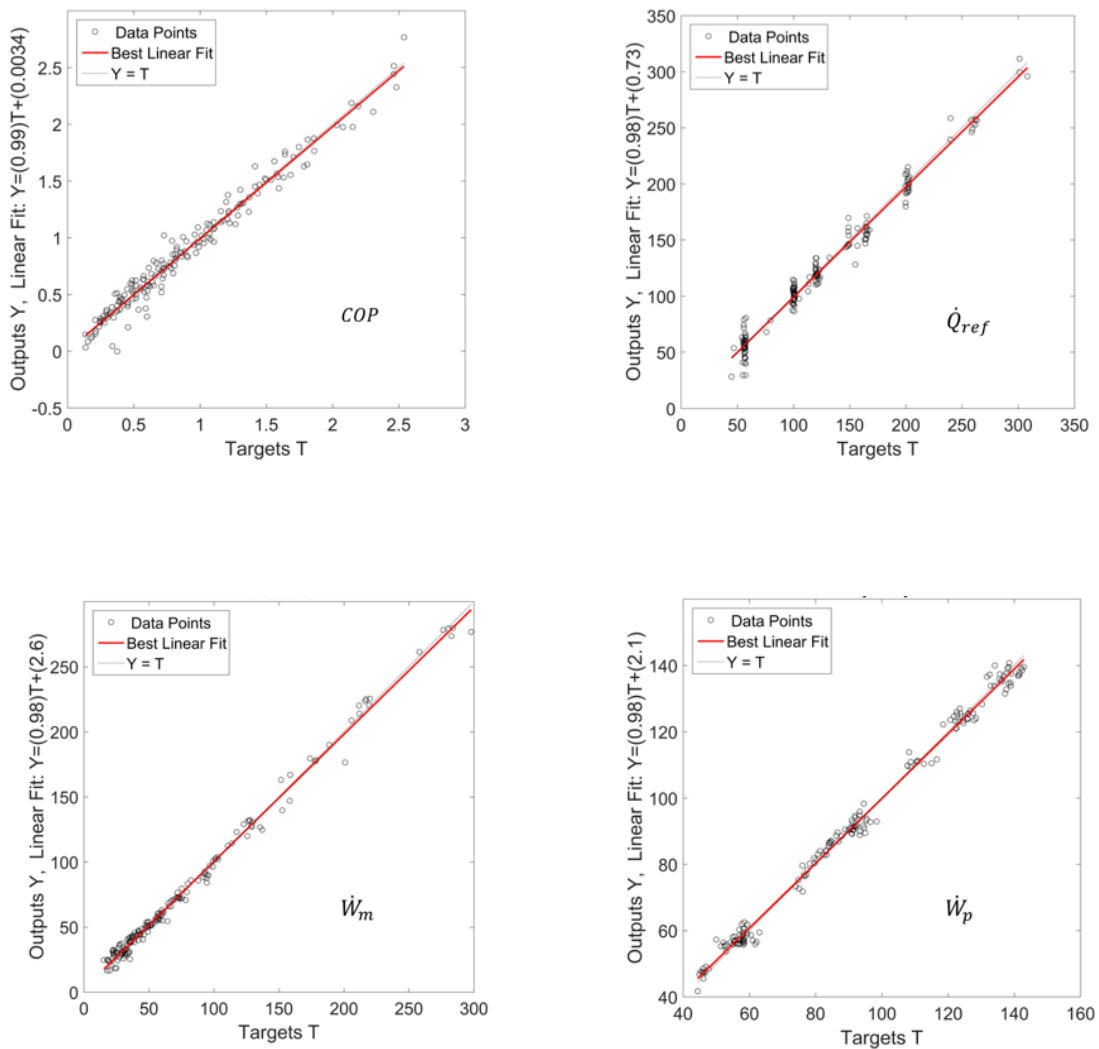 Outputs Y, Linear Fit: Y=(0.99)T+(0.0034)
Data Points
Best Linear Fit
Y = T
2.5
2
1.5
1
0.5
0
-0.5
COP
0 0.5 1 1.5 2 2.5 3
Targets T
Outputs Y, Linear Fit: Y=(0.98)T+(0.73)
Data Points
Best Linear Fit
Y = T
350
300
250
200
150
100
50
0
Q̇ref
0 50 100 150 200 250 300 350
Targets T
Outputs Y, Linear Fit: Y=(0.98)T+(2.6)
Data Points
Best Linear Fit
Y = T
250
200
150
100
50
0
Ẇm
0 50 100 150 200 250 300
Targets T
Outputs Y, Linear Fit: Y=(0.98)T+(2.1)
Data Points
Best Linear Fit
Y = T
140
120
100
80
60
40
Ẇp
40 60 80 100 120 140 160
Targets T